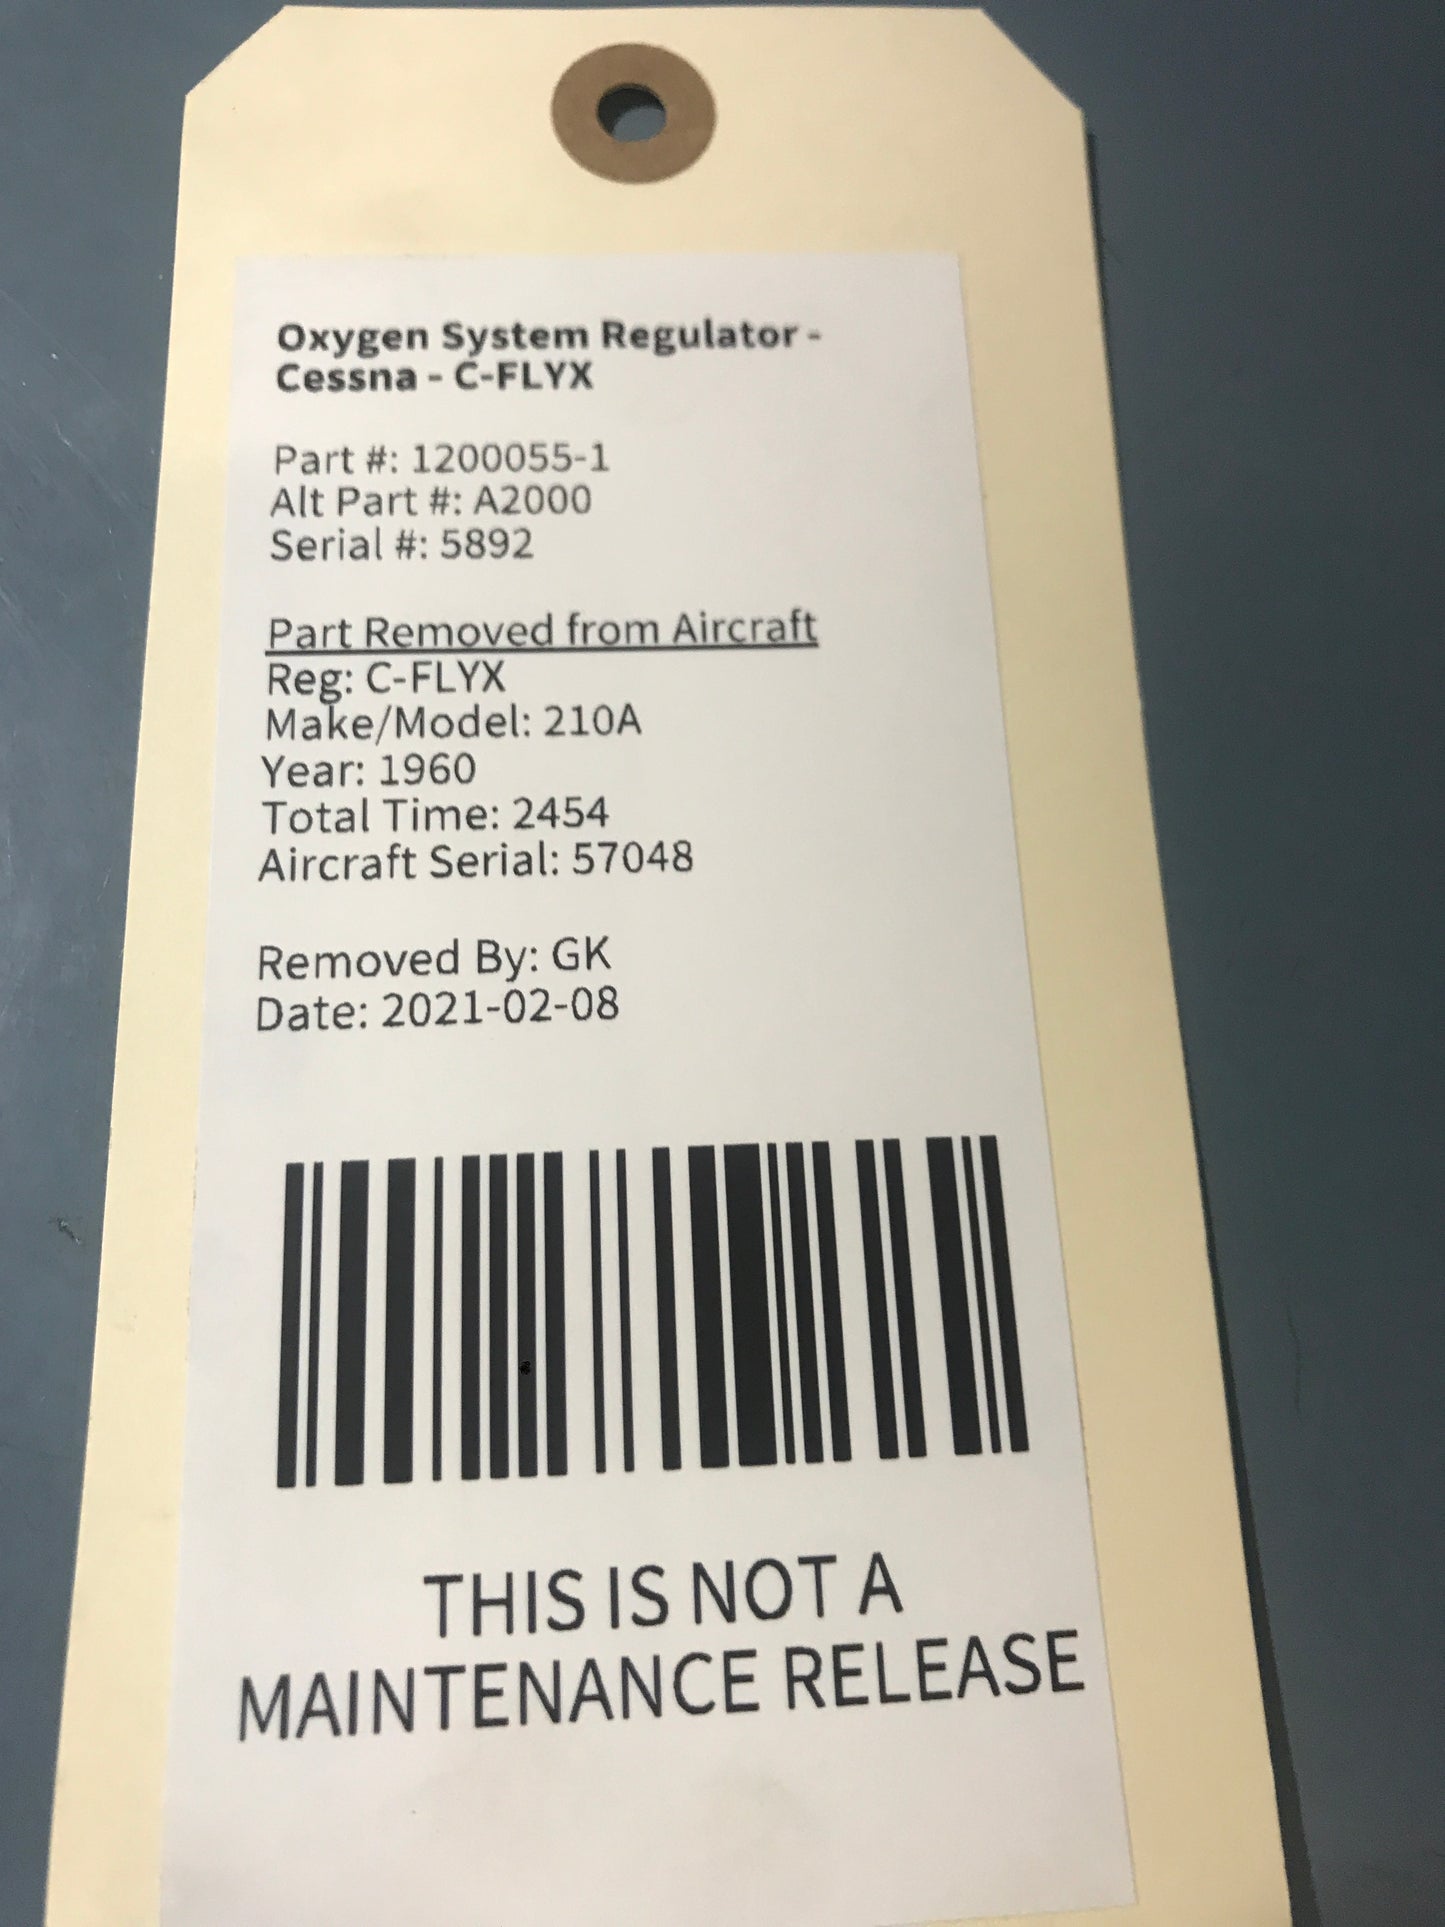 Oxygen System Regulator -
Cessna - C-FLYX
Part #: 1200055-1
Alt Part #: A2000
Serial #: 5892
Part Removed from Aircraft
Reg: C-FLYX
Make/Model: 210A
Year: 1960
Total Time: 2454
Aircraft Serial: 57048
Removed By: GK
Date: 2021-02-08
THIS IS NOT A
MAINTENANCE RELEASE